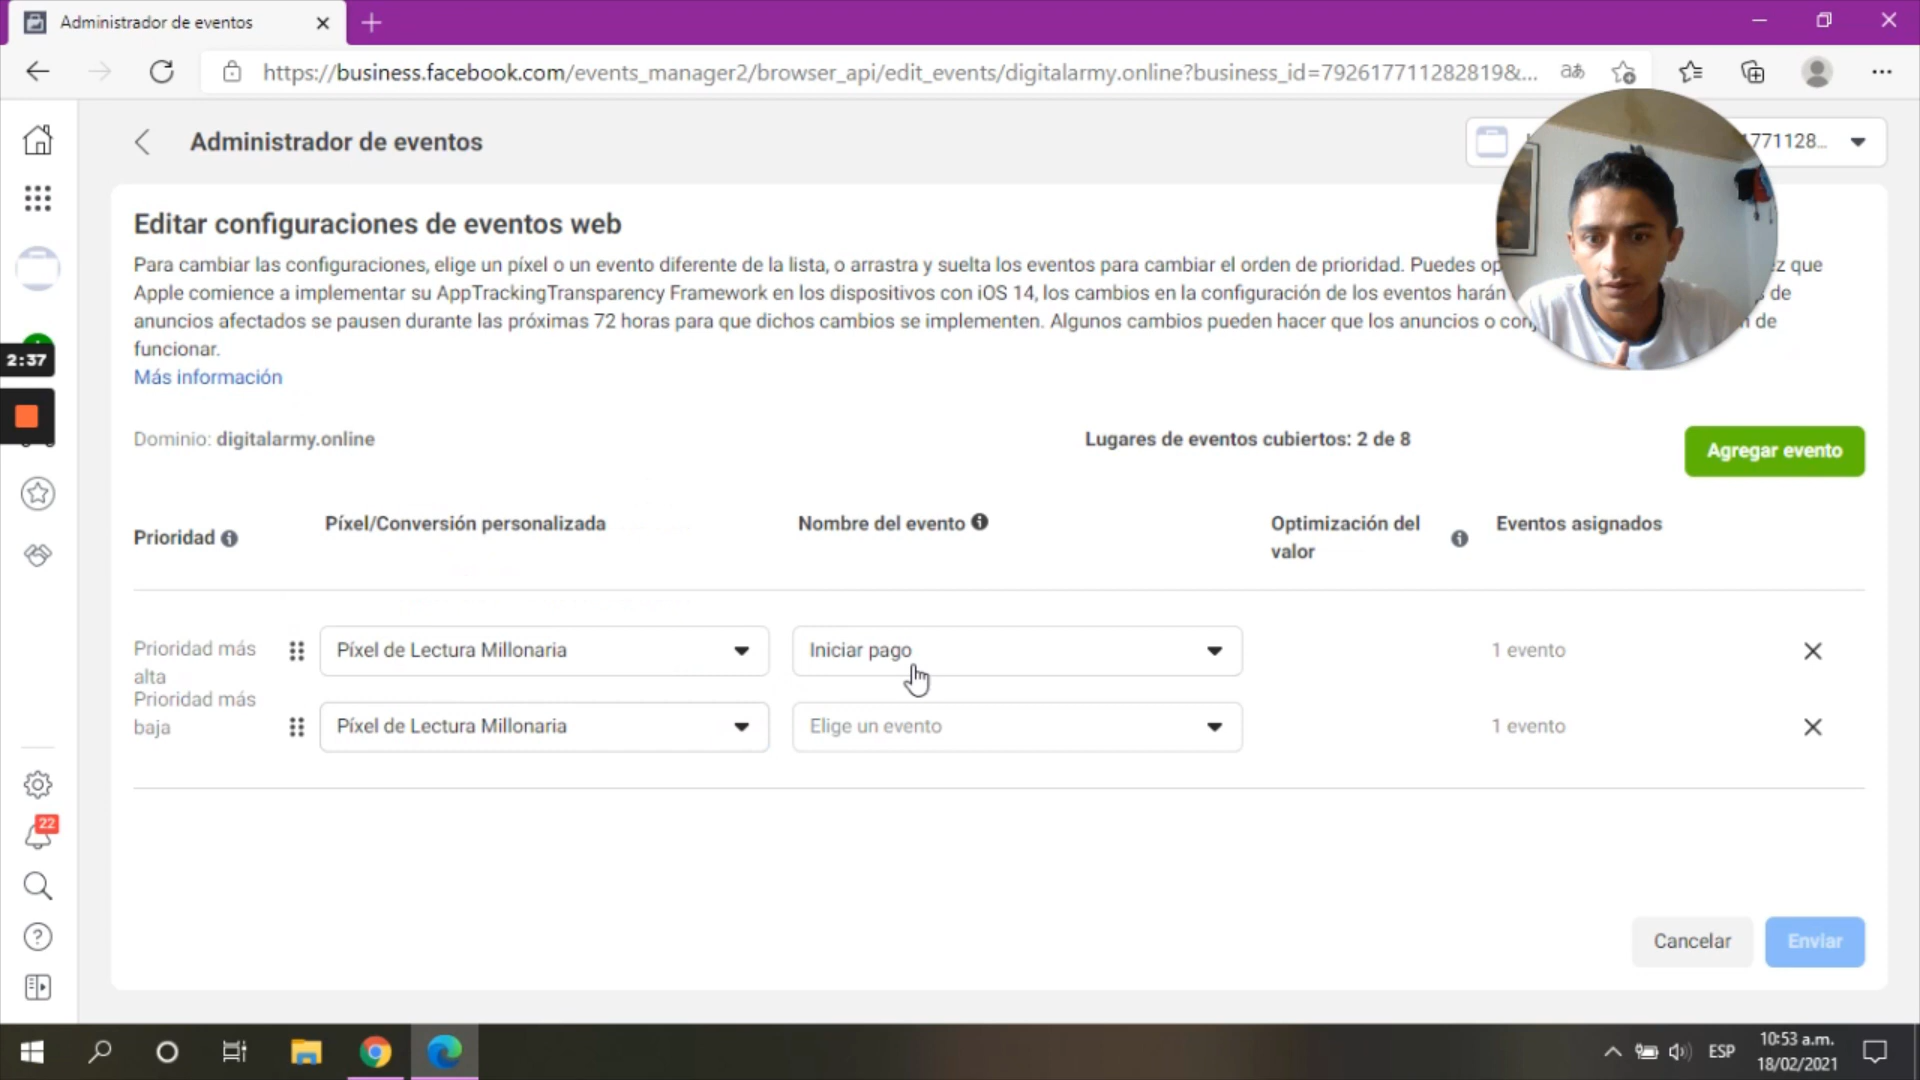 Administrador de eventos
https://business.facebook.com/events_manager2/browser_api/edit_events/digitalarmy.online?business_id=792617711282819&...
Administrador de eventos
771128...
Editar configuraciones de eventos web
Para cambiar las configuraciones, elige un píxel o un evento diferente de la lista, o arrastra y suelta los eventos para cambiar el orden de prioridad. Puedes que
Apple comience a implementar su AppTrackingTransparency Framework en los dispositivos con iOS 14, los cambios en la configuración de los eventos harán de
anuncios afectados se pausen durante las próximas 72 horas para que dichos cambios se implementen. Algunos cambios pueden hacer que los anuncios o de
funcionar.
Más información
2:37
Dominio: digitalarmy.online
Lugares de eventos cubiertos: 2 de 8
Agregar evento
Prioridad
Píxel/Conversión personalizada
Nombre del evento
Optimización del valor
Eventos asignados
Prioridad más alta
Píxel de Lectura Millonaria
Iniciar pago
1 evento
Prioridad más baja
Píxel de Lectura Millonaria
Elige un evento
1 evento
22
Cancelar
Enviar
ESP
10:53 a.m.
18/02/2021